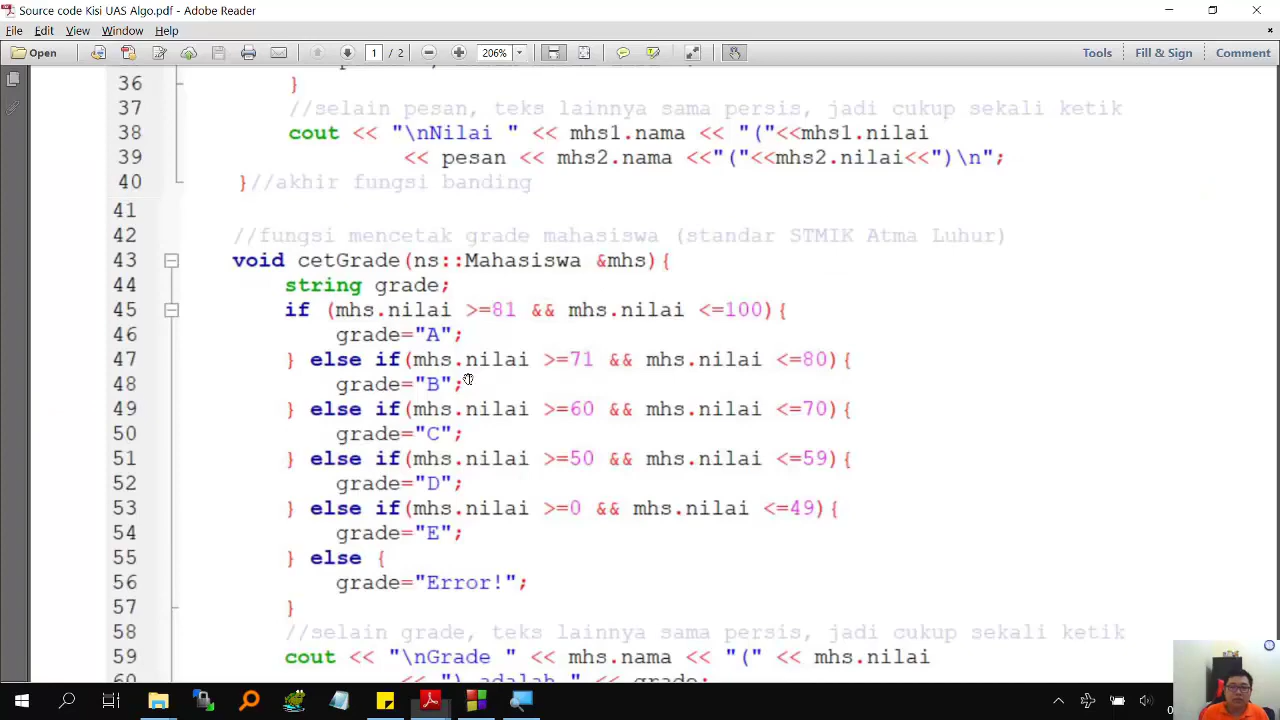 Source code Kisi UAS Algo.pdf - Adobe Reader
File Edit View Window Help
Open 1 / 2 206% Tools Fill & Sign Comment
36 }
37 //selain pesan, teks lainnya sama persis, jadi cukup sekali ketik
38 cout << "\nNilai " << mhs1.nama << "("<<mhs1.nilai
39 << pesan << mhs2.nama <<"("<<mhs2.nilai<<")\n";
40 }//akhir fungsi banding
41
42 //fungsi mencetak grade mahasiswa (standar STMIK Atma Luhur)
43 void cetGrade(ns::Mahasiswa &mhs){
44 string grade;
45 if (mhs.nilai >=81 && mhs.nilai <=100){
46 grade="A";
47 } else if(mhs.nilai >=71 && mhs.nilai <=80){
48 grade="B";
49 } else if(mhs.nilai >=60 && mhs.nilai <=70){
50 grade="C";
51 } else if(mhs.nilai >=50 && mhs.nilai <=59){
52 grade="D";
53 } else if(mhs.nilai >=0 && mhs.nilai <=49){
54 grade="E";
55 } else {
56 grade="Error!";
57 }
58 //selain grade, teks lainnya sama persis, jadi cukup sekali ketik
59 cout << "\nGrade " << mhs.nama << "(" << mhs.nilai
60 << ") adalah " << grade;